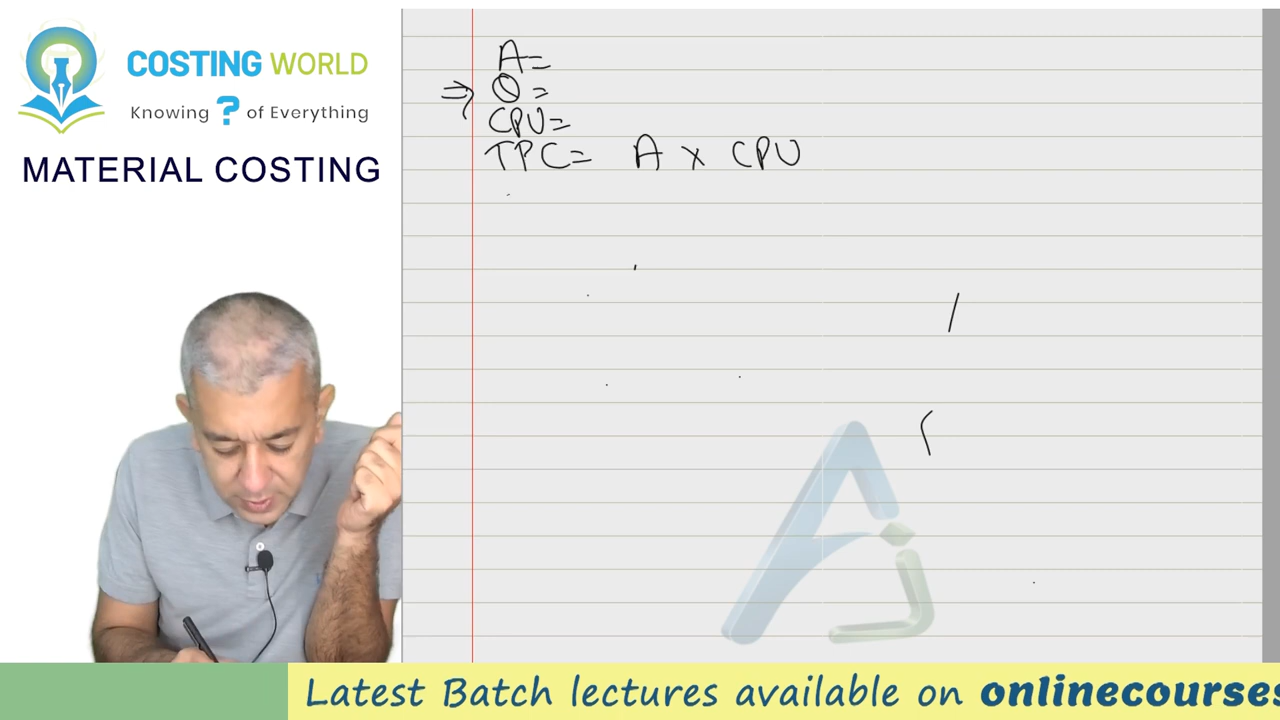 COSTING WORLD
Knowing ? of Everything
MATERIAL COSTING
A=
⇒ Q=
CPU=
TPC= A x CPU
Latest Batch lectures available on onlinecourses